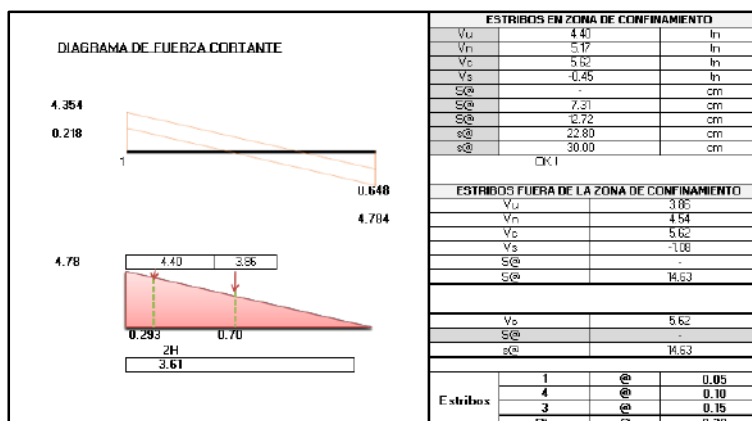 DIAGRAMA DE FUERZA CORTANTE
4.354
0.218
1
0.648
4.784
4.78
4.40 3.86
0.293 0.70
2H
3.61
ESTRIBOS EN ZONA DE CONFINAMIENTO
Vu 4.40 tn
Vn 5.17 tn
Vc 5.62 tn
Vs -0.45 tn
S@ - cm
S@ 7.31 cm
S@ 12.72 cm
s@ 22.80 cm
s@ 30.00 cm
OK !
ESTRIBOS FUERA DE LA ZONA DE CONFINAMIENTO
Vu 3.86
Vn 4.54
Vc 5.62
Vs -1.08
S@ -
S@ 14.63
5.62
S@ -
s@ 14.63
Estribos
1 @ 0.05
4 @ 0.10
3 @ 0.15